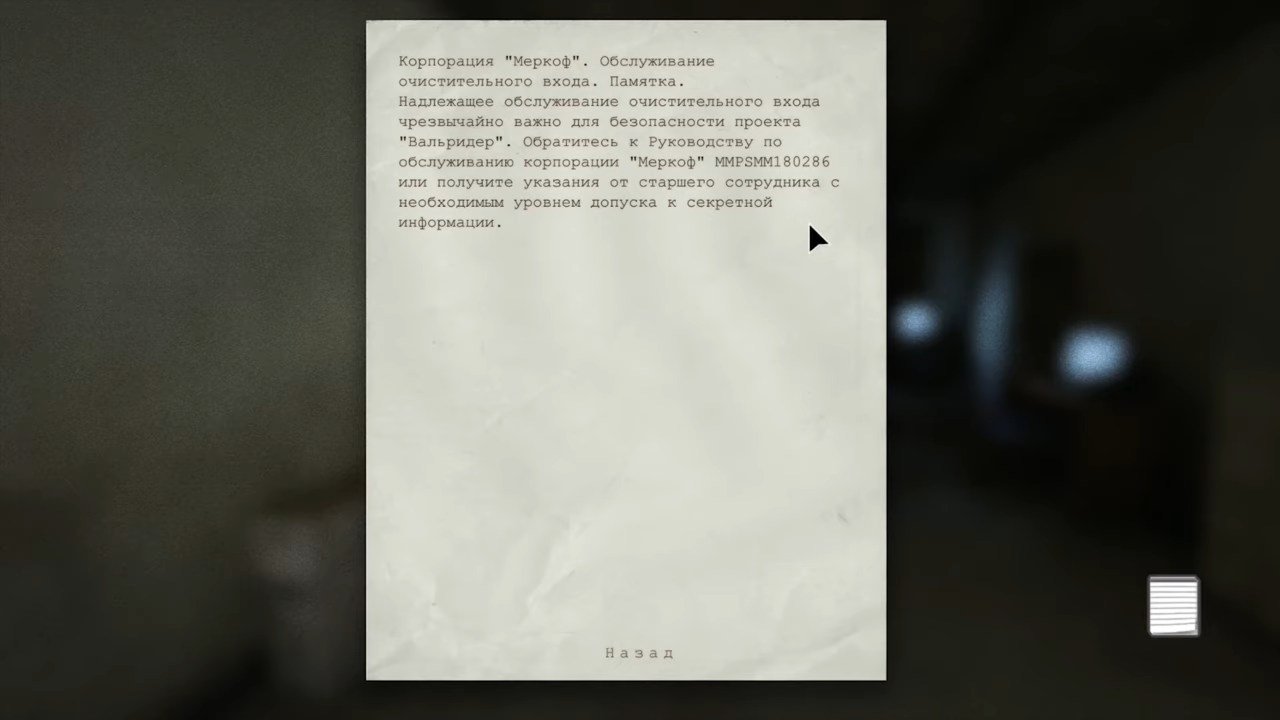 Корпорация "Меркоф". Обслуживание
очистительного входа. Памятка.
Надлежащее обслуживание очистительного входа
чрезвычайно важно для безопасности проекта
"Вальридер". Обратитесь к Руководству по
обслуживанию корпорации "Меркоф" MMPSMM180286
или получите указания от старшего сотрудника с
необходимым уровнем допуска к секретной
информации.
Назад